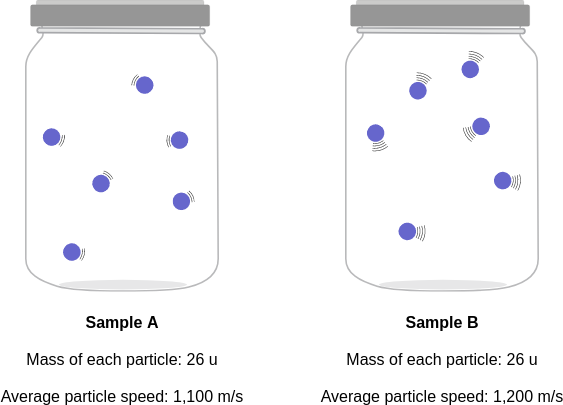 Sample A
Mass of each particle: 26 u
Average particle speed: 1,100 m/s
Sample B
Mass of each particle: 26 u
Average particle speed: 1,200 m/s